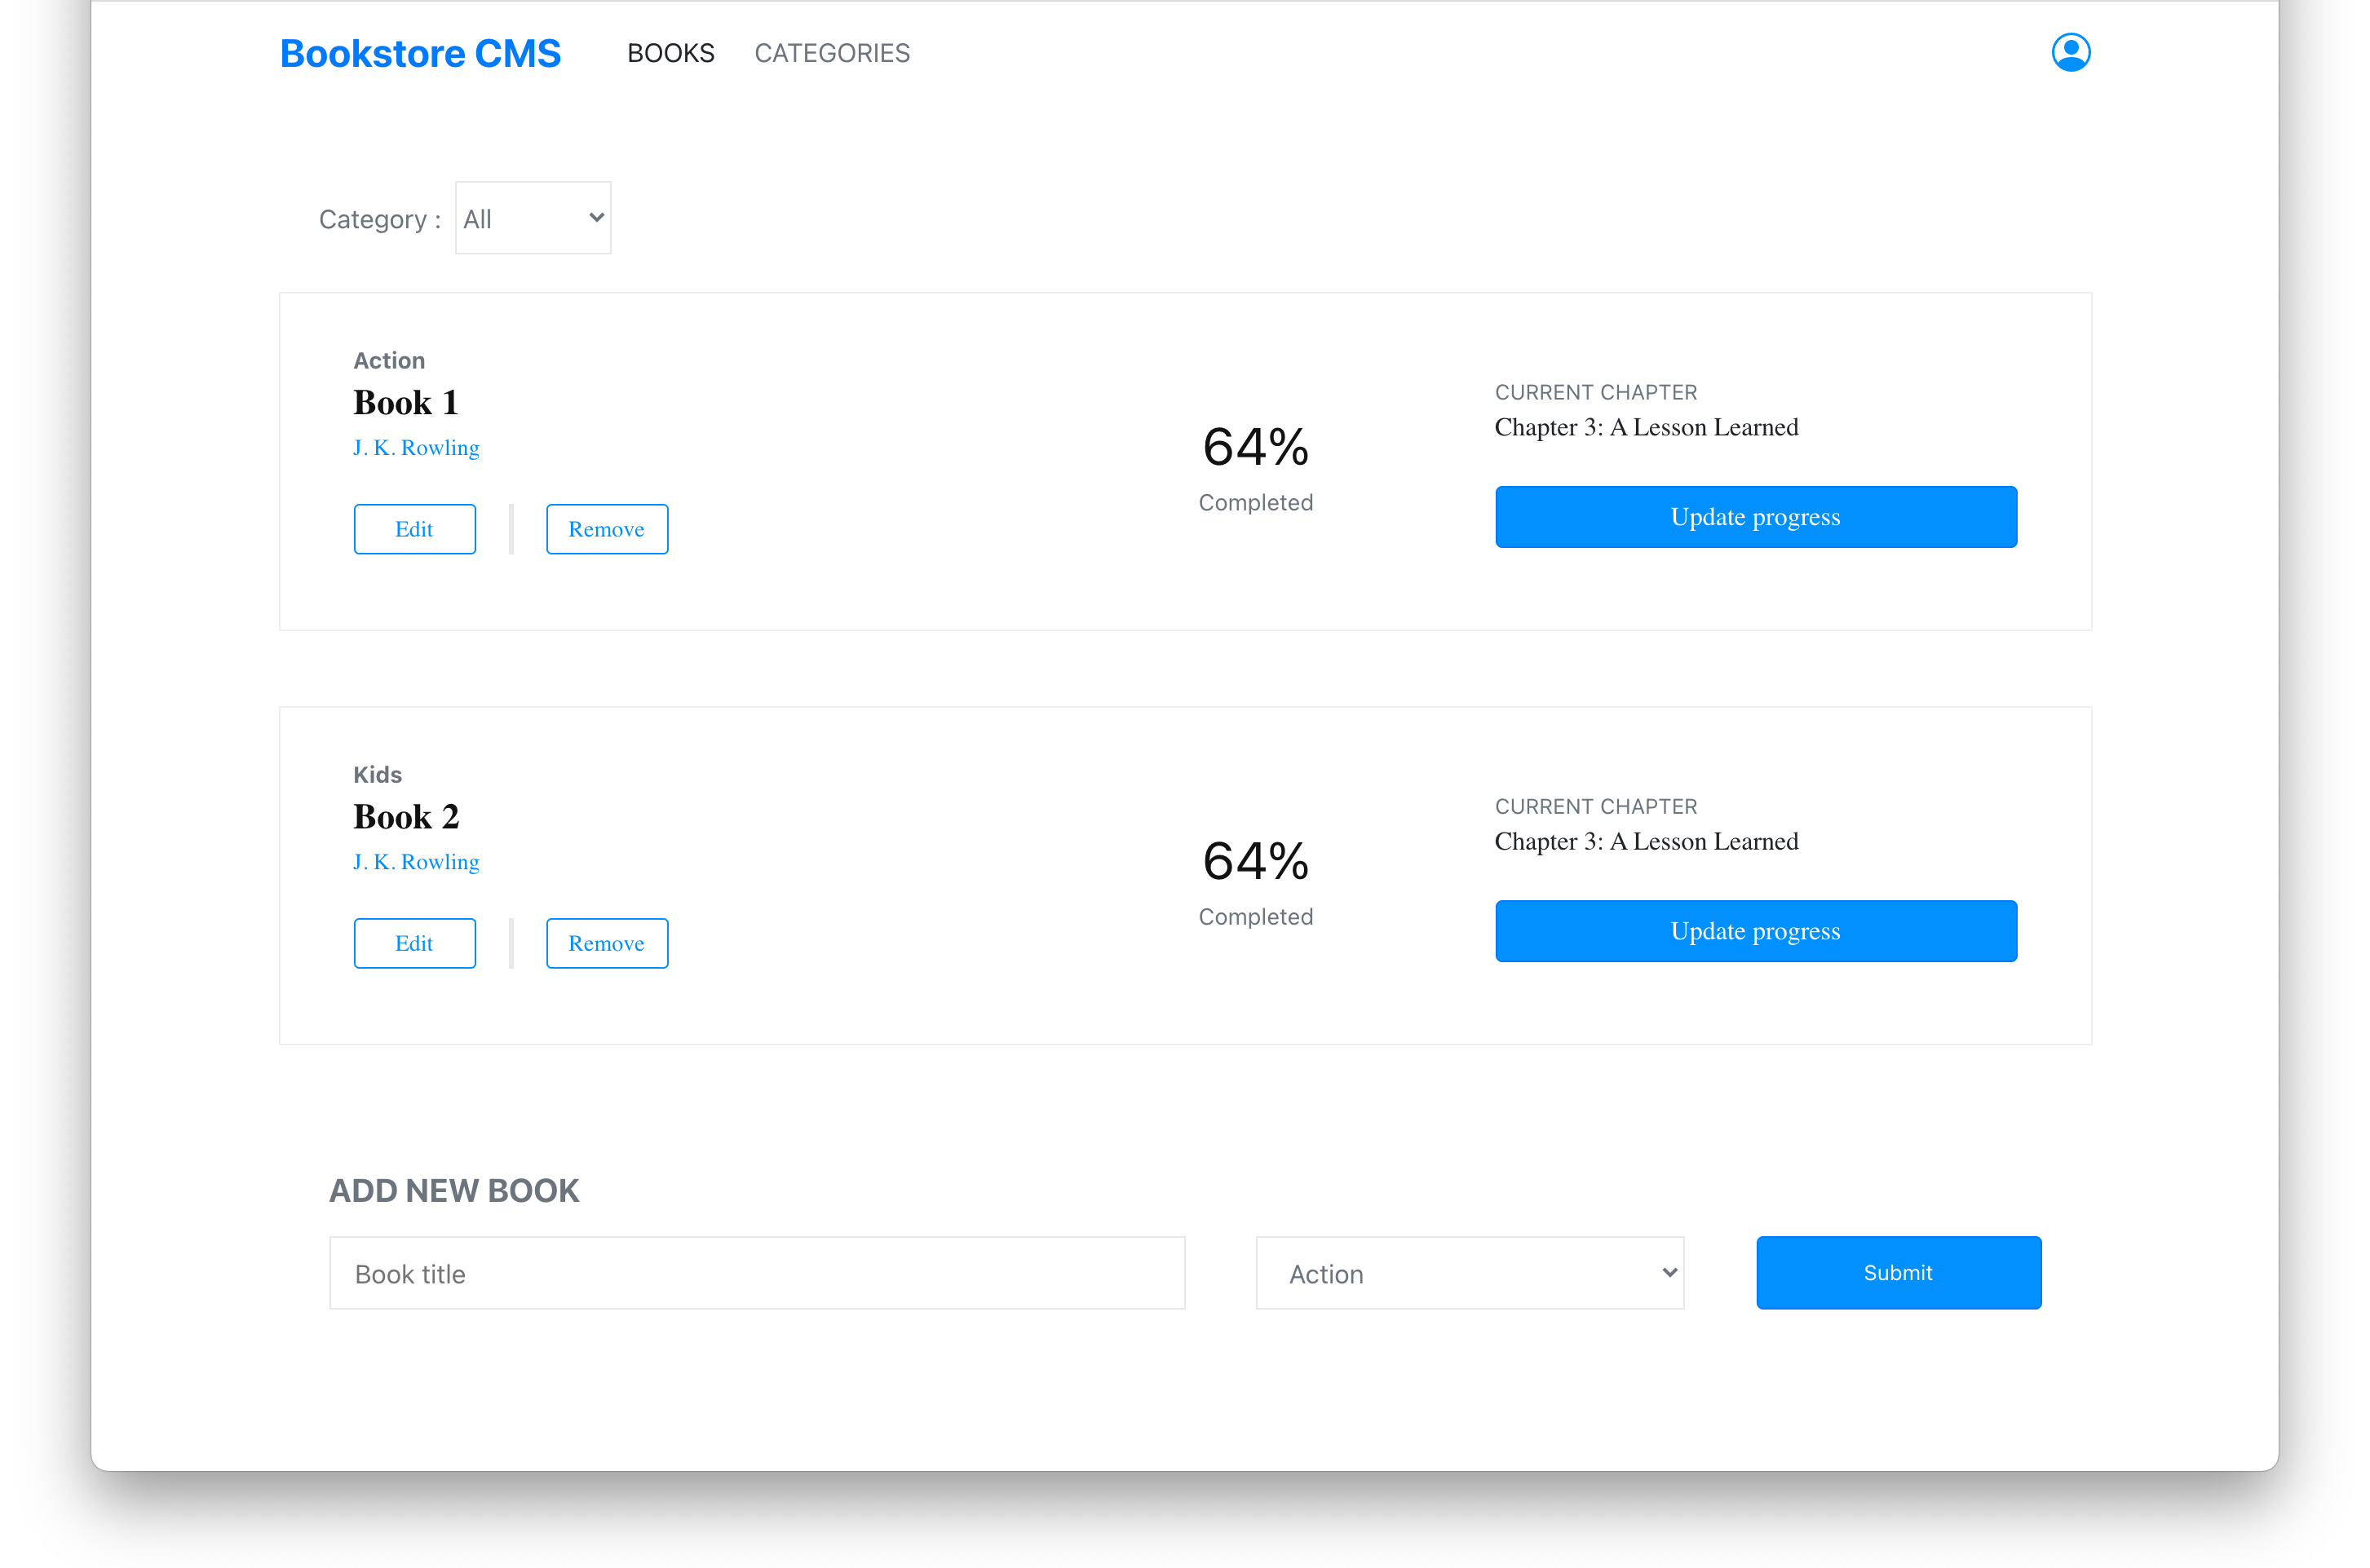 Bookstore CMS BOOKS CATEGORIES
Category : All
Action
Book 1
J. K. Rowling
Edit Remove
64%
Completed
CURRENT CHAPTER
Chapter 3: A Lesson Learned
Update progress
Kids
Book 2
J. K. Rowling
Edit Remove
64%
Completed
CURRENT CHAPTER
Chapter 3: A Lesson Learned
Update progress
ADD NEW BOOK
Book title Action Submit